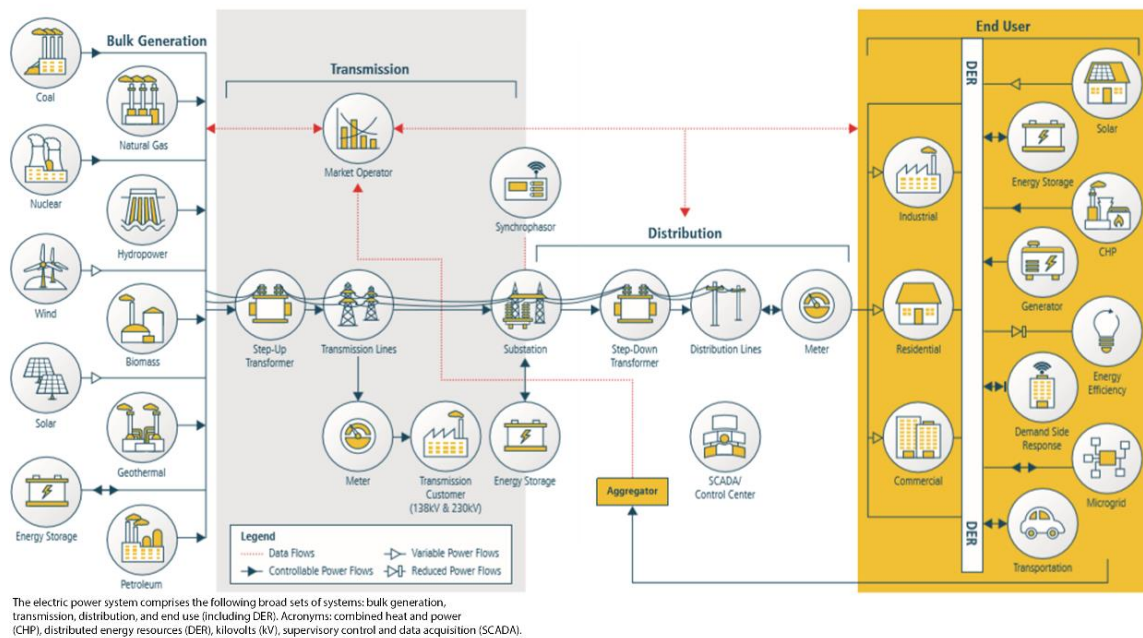 Bulk Generation
Coal
Natural Gas
Nuclear
Hydropower
Wind
Biomass
Solar
Geothermal
Energy Storage
Petroleum
Transmission
Market Operator
Synchrophasor
Step-Up
Transformer
Transmission Lines
Substation
Meter
Transmission
Customer
(138kV & 230kV)
Energy Storage
Legend
Data Flows
Controllable Power Flows
Variable Power Flows
Reduced Power Flows
Distribution
Step-Down
Transformer
Distribution Lines
Meter
Aggregator
SCADA/
Control Center
End User
DER
Industrial
Residential
Commercial
DER
Solar
Energy Storage
CHP
Generator
Energy
Efficiency
Demand Side
Response
Microgrid
Transportation
The electric power system comprises the following broad sets of systems: bulk generation,
transmission, distribution, and end use (including DER). Acronyms: combined heat and power
(CHP), distributed energy resources (DER), kilovolts (kV), supervisory control and data acquisition (SCADA).